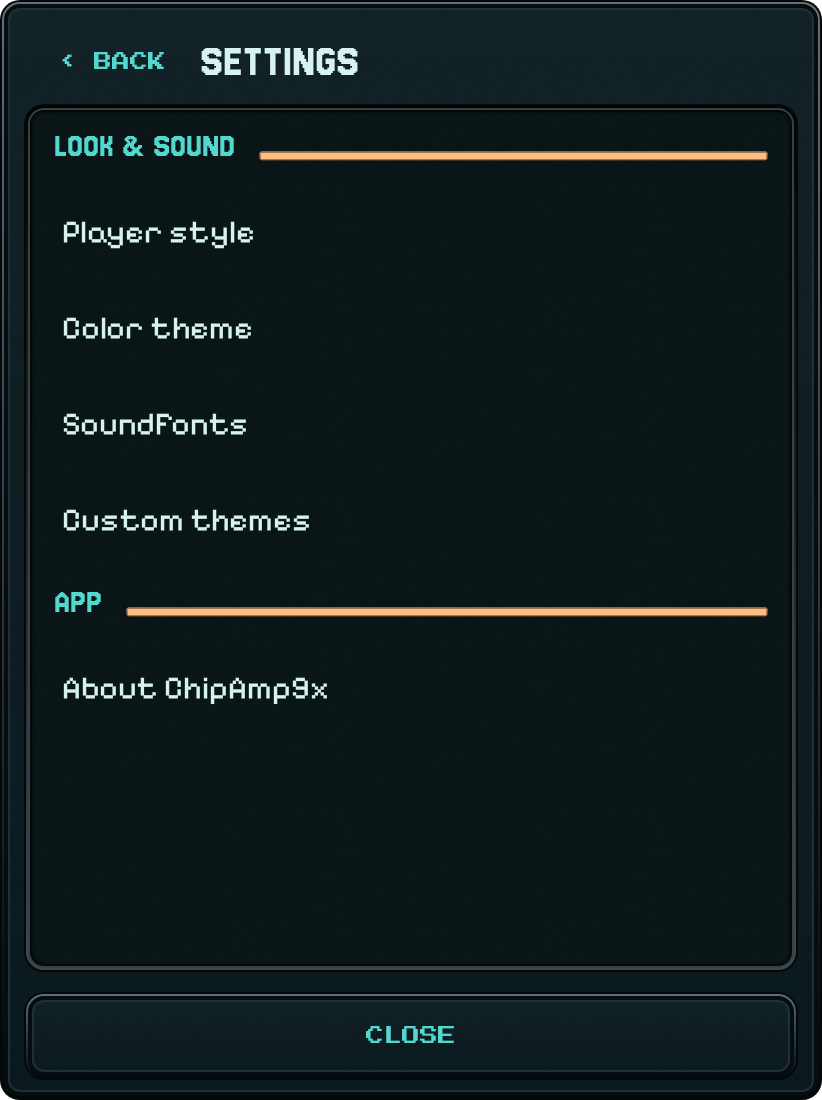 ‹ BACK SETTINGS
LOOK & SOUND
Player style
Color theme
SoundFonts
Custom themes
APP
About ChipAmp9x
CLOSE